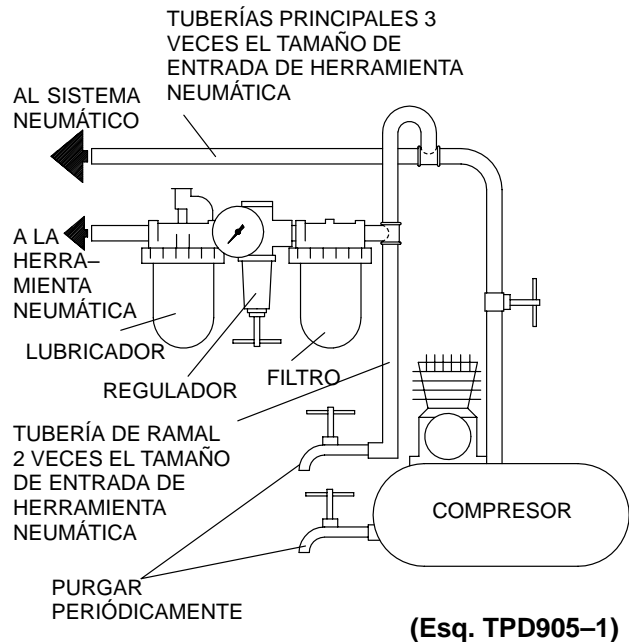 TUBERÍAS PRINCIPALES 3
VECES EL TAMAÑO DE
ENTRADA DE HERRAMIENTA
NEUMÁTICA
AL SISTEMA
NEUMÁTICO
A LA
HERRA–
MIENTA
NEUMÁTICA
LUBRICADOR
REGULADOR
FILTRO
TUBERÍA DE RAMAL
2 VECES EL TAMAÑO
DE ENTRADA DE
HERRAMIENTA
NEUMÁTICA
COMPRESOR
PURGAR
PERIÓDICAMENTE
(Esq. TPD905–1)